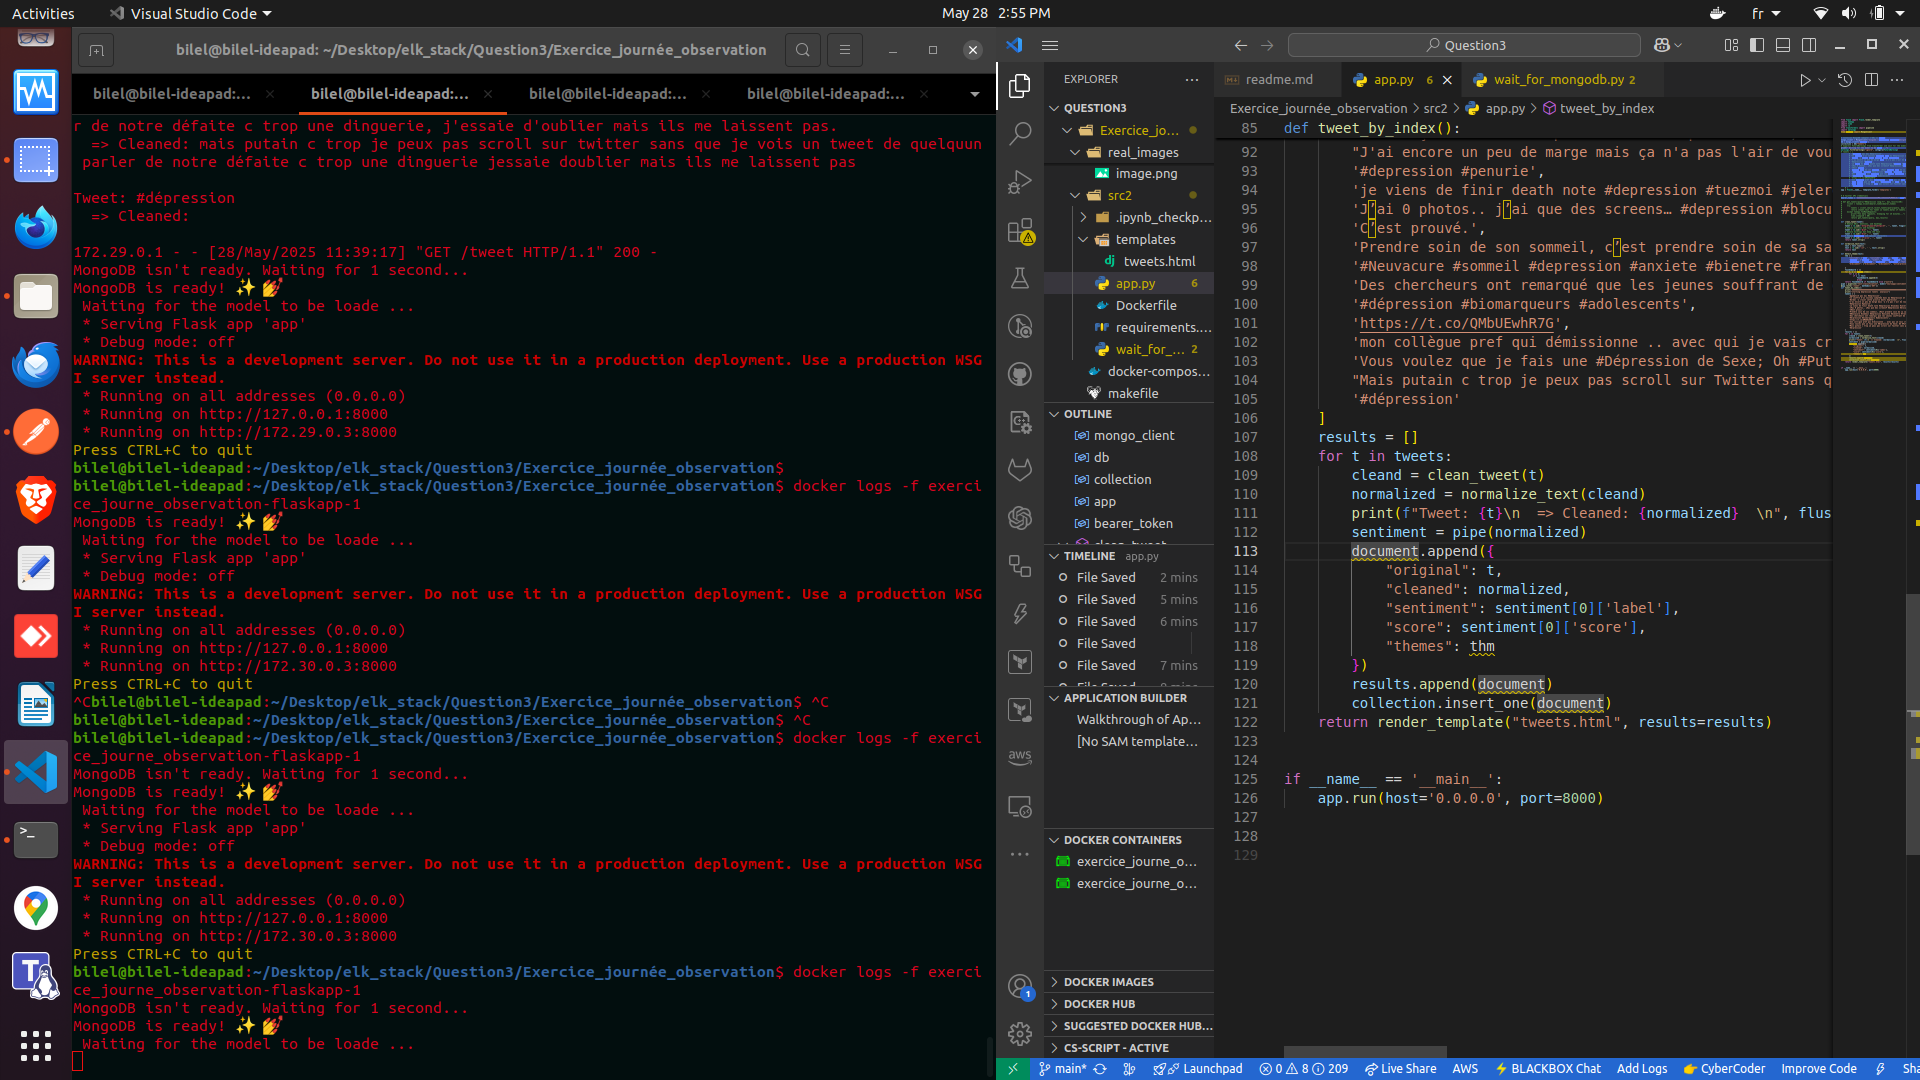 Activities
Visual Studio Code
May 28 2:55 PM
fr
bilel@bilel-ideapad: ~/Desktop/elk_stack/Question3/Exercice_journée_observation
bilel@bilel-ideapad:...
bilel@bilel-ideapad:...
bilel@bilel-ideapad:...
bilel@bilel-ideapad:...
r de notre défaite c trop une dinguerie, j'essaie d'oublier mais ils me laissent pas.
=> Cleaned: mais putain c trop je peux pas scroll sur twitter sans que je vois un tweet de quelquun
parler de notre défaite c trop une dinguerie jessaie doublier mais ils me laissent pas
Tweet: #dépression
=> Cleaned:
172.29.0.1 - - [28/May/2025 11:39:17] "GET /tweet HTTP/1.1" 200 -
MongoDB isn't ready. Waiting for 1 second...
MongoDB is ready! ✨ 💅
Waiting for the model to be loade ...
* Serving Flask app 'app'
* Debug mode: off
WARNING: This is a development server. Do not use it in a production deployment. Use a production WSG
I server instead.
* Running on all addresses (0.0.0.0)
* Running on http://127.0.0.1:8000
* Running on http://172.29.0.3:8000
Press CTRL+C to quit
bilel@bilel-ideapad:~/Desktop/elk_stack/Question3/Exercice_journée_observation$
bilel@bilel-ideapad:~/Desktop/elk_stack/Question3/Exercice_journée_observation$ docker logs -f exerci
ce_journe_observation-flaskapp-1
MongoDB is ready! ✨ 💅
Waiting for the model to be loade ...
* Serving Flask app 'app'
* Debug mode: off
WARNING: This is a development server. Do not use it in a production deployment. Use a production WSG
I server instead.
* Running on all addresses (0.0.0.0)
* Running on http://127.0.0.1:8000
* Running on http://172.30.0.3:8000
Press CTRL+C to quit
^Cbilel@bilel-ideapad:~/Desktop/elk_stack/Question3/Exercice_journée_observation$ ^C
bilel@bilel-ideapad:~/Desktop/elk_stack/Question3/Exercice_journée_observation$ ^C
bilel@bilel-ideapad:~/Desktop/elk_stack/Question3/Exercice_journée_observation$ docker logs -f exerci
ce_journe_observation-flaskapp-1
MongoDB isn't ready. Waiting for 1 second...
MongoDB is ready! ✨ 💅
Waiting for the model to be loade ...
* Serving Flask app 'app'
* Debug mode: off
WARNING: This is a development server. Do not use it in a production deployment. Use a production WSG
I server instead.
* Running on all addresses (0.0.0.0)
* Running on http://127.0.0.1:8000
* Running on http://172.30.0.3:8000
Press CTRL+C to quit
bilel@bilel-ideapad:~/Desktop/elk_stack/Question3/Exercice_journée_observation$ docker logs -f exerci
ce_journe_observation-flaskapp-1
MongoDB isn't ready. Waiting for 1 second...
MongoDB is ready! ✨ 💅
Waiting for the model to be loade ...
Question3
EXPLORER
QUESTION3
Exercice_jo...
real_images
image.png
src2
.ipynb_checkp...
templates
tweets.html
app.py 6
Dockerfile
requirements....
wait_for_... 2
docker-compos...
makefile
OUTLINE
mongo_client
db
collection
app
bearer_token
TIMELINE app.py
File Saved 2 mins
File Saved 5 mins
File Saved 6 mins
File Saved
File Saved 7 mins
APPLICATION BUILDER
Walkthrough of Ap...
[No SAM template...
DOCKER CONTAINERS
exercice_journe_o...
exercice_journe_o...
DOCKER IMAGES
DOCKER HUB
SUGGESTED DOCKER HUB...
CS-SCRIPT - ACTIVE
aws
1
readme.md
app.py 6
wait_for_mongodb.py 2
Exercice_journée_observation > src2 > app.py > tweet_by_index
85 def tweet_by_index():
92 "J'ai encore un peu de marge mais ça n'a pas l'air de vou
93 '#depression #penurie',
94 'je viens de finir death note #depression #tuezmoi #jeler
95 'J’ai 0 photos.. j’ai que des screens… #depression #blocu
96 'C’est prouvé.',
97 'Prendre soin de son sommeil, c’est prendre soin de sa sa
98 '#Neuvacure #sommeil #depression #anxiete #bienetre #fran
99 'Des chercheurs ont remarqué que les jeunes souffrant de
100 '#dépression #biomarqueurs #adolescents',
101 'https://t.co/QMbUEwhR7G',
102 'mon collègue pref qui démissionne .. avec qui je vais cr
103 'Vous voulez que je fais une #Dépression de Sexe; Oh #Put
104 "Mais putain c trop je peux pas scroll sur Twitter sans q
105 '#dépression'
106 ]
107 results = []
108 for t in tweets:
109 cleand = clean_tweet(t)
110 normalized = normalize_text(cleand)
111 print(f"Tweet: {t}\n => Cleaned: {normalized} \n", flus
112 sentiment = pipe(normalized)
113 document.append({
114 "original": t,
115 "cleaned": normalized,
116 "sentiment": sentiment[0]['label'],
117 "score": sentiment[0]['score'],
118 "themes": thm
119 })
120 results.append(document)
121 collection.insert_one(document)
122 return render_template("tweets.html", results=results)
123
124
125 if __name__ == '__main__':
126 app.run(host='0.0.0.0', port=8000)
127
128
129
main* Launchpad 0 8 209 Live Share AWS BLACKBOX Chat Add Logs CyberCoder Improve Code Sha